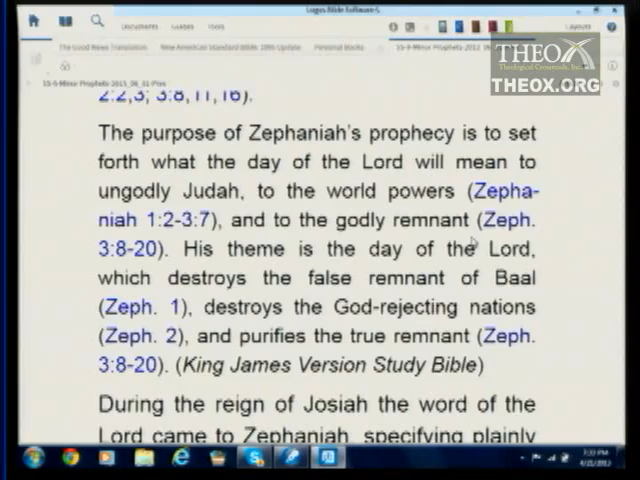 Logos Bible Software 5
Documents Guides Tools
Layouts
The Good News Translation New American Standard Bible 1995 Update Personal Books
THEOX
THEOX.ORG
2:2,3; 3:8,11,16).
The purpose of Zephaniah's prophecy is to set
forth what the day of the Lord will mean to
ungodly Judah, to the world powers (Zepha-
niah 1:2-3:7), and to the godly remnant (Zeph.
3:8-20). His theme is the day of the Lord,
which destroys the false remnant of Baal
(Zeph. 1), destroys the God-rejecting nations
(Zeph. 2), and purifies the true remnant (Zeph.
3:8-20). (King James Version Study Bible)
During the reign of Josiah the word of the
Lord came to Zephaniah, specifying plainly
7:33 PM